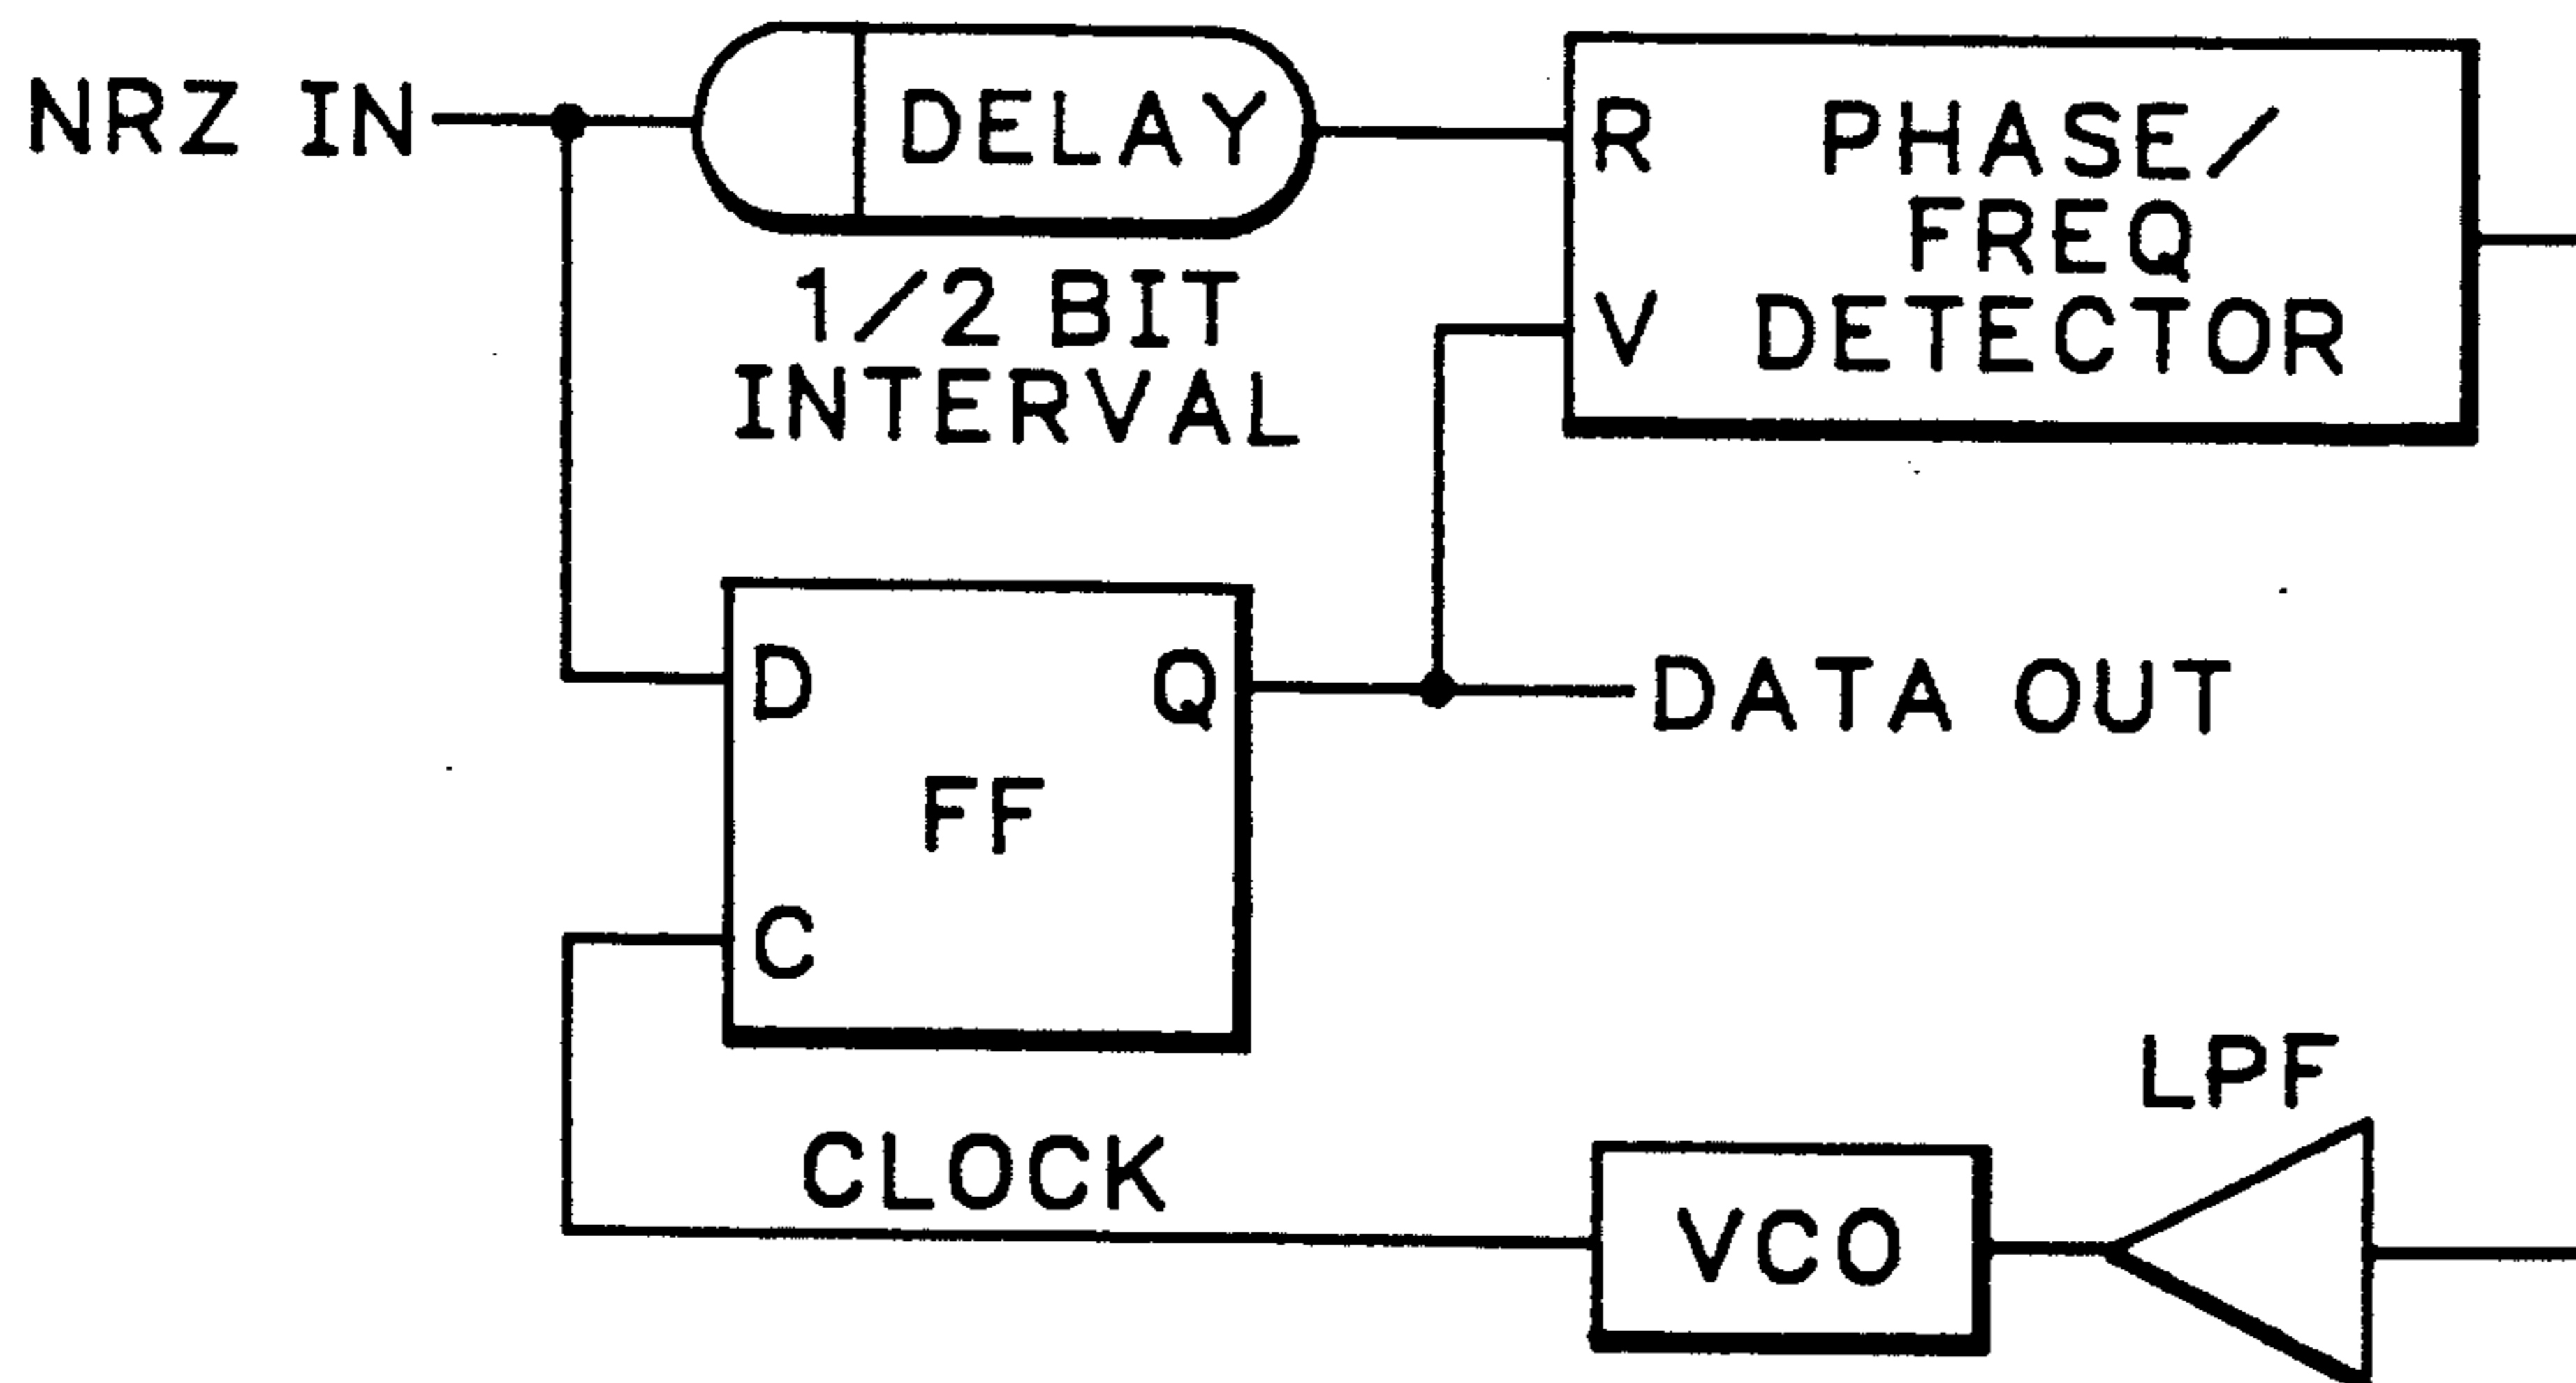 NRZ IN
DELAY
1/2 BIT
INTERVAL
R
PHASE/
FREQ
DETECTOR
V
D
Q
FF
C
DATA OUT
CLOCK
LPF
VCO